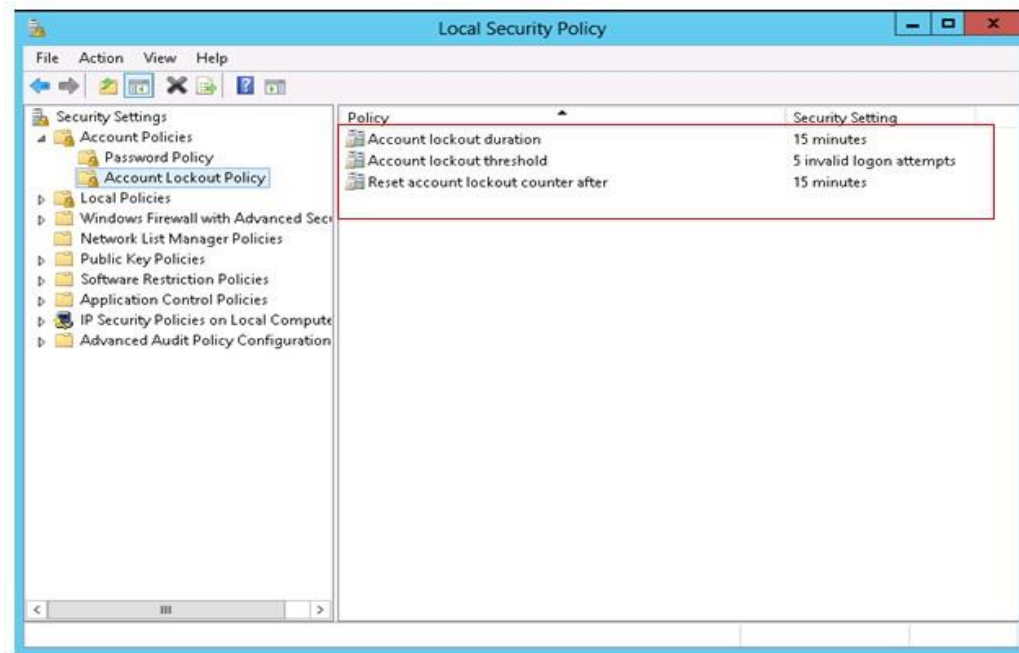 Local Security Policy
File Action View Help
Security Settings
Account Policies
Password Policy
Account Lockout Policy
Local Policies
Windows Firewall with Advanced Secu
Network List Manager Policies
Public Key Policies
Software Restriction Policies
Application Control Policies
IP Security Policies on Local Compute
Advanced Audit Policy Configuration
Policy Security Setting
Account lockout duration 15 minutes
Account lockout threshold 5 invalid logon attempts
Reset account lockout counter after 15 minutes